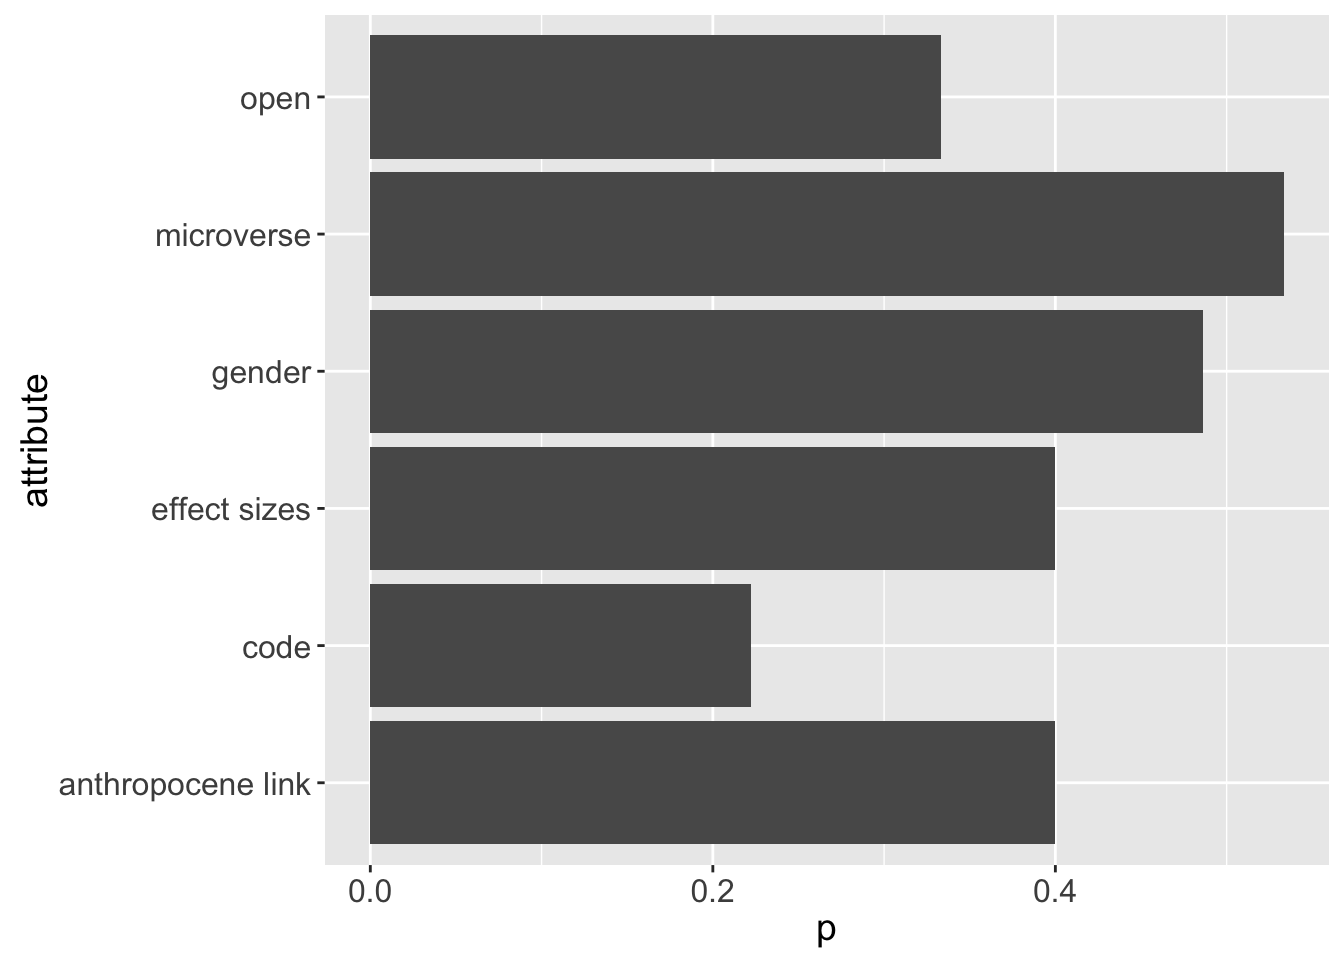 open
microverse
gender
effect sizes
code
anthropocene link
attribute
0.0 0.2 0.4
p